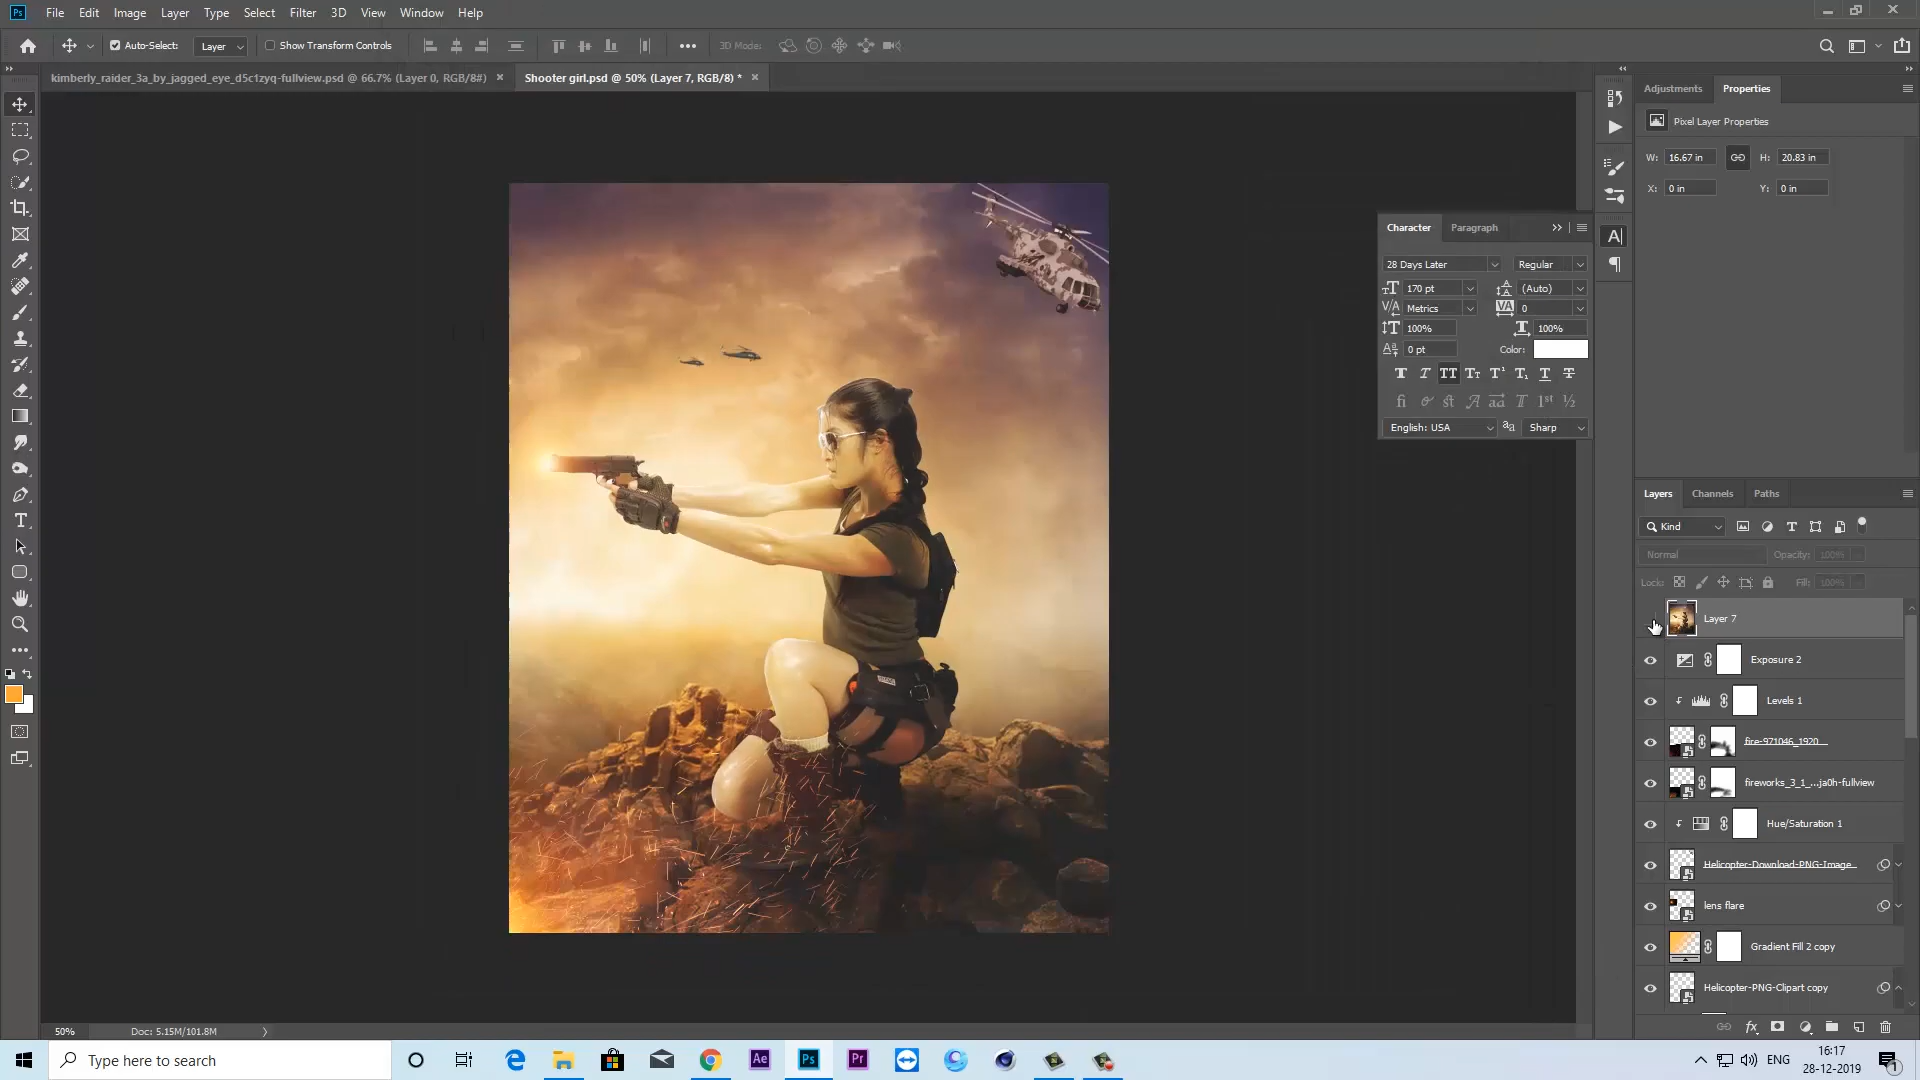 Ps File Edit Image Layer Type Select Filter 3D View Window Help
Auto-Select: Layer Show Transform Controls 3D Mode:
kimberly_raider_3a_by_jagged_eye_d5c1zyq-fullview.psd @ 66.7% (Layer 0, RGB/8#) × Shooter girl.psd @ 50% (Layer 7, RGB/8) * ×
Adjustments Properties
Pixel Layer Properties
W: 16.67 in H: 20.83 in
X: 0 in Y: 0 in
Character Paragraph
28 Days Later Regular
170 pt (Auto)
Metrics 0
100% 100%
0 pt Color:
English: USA Sharp
Layers Channels Paths
Kind
Normal Opacity: 100%
Lock: Fill: 100%
Layer 7
Exposure 2
Levels 1
fire-971046_1920
fireworks_3_1_...ja0h-fullview
Hue/Saturation 1
Helicopter-Download-PNG-Image
lens flare
Gradient Fill 2 copy
Helicopter-PNG-Clipart copy
50% Doc: 5.15M/101.8M
Type here to search
Ae Ps Pr
ENG
16:17
28-12-2019
1